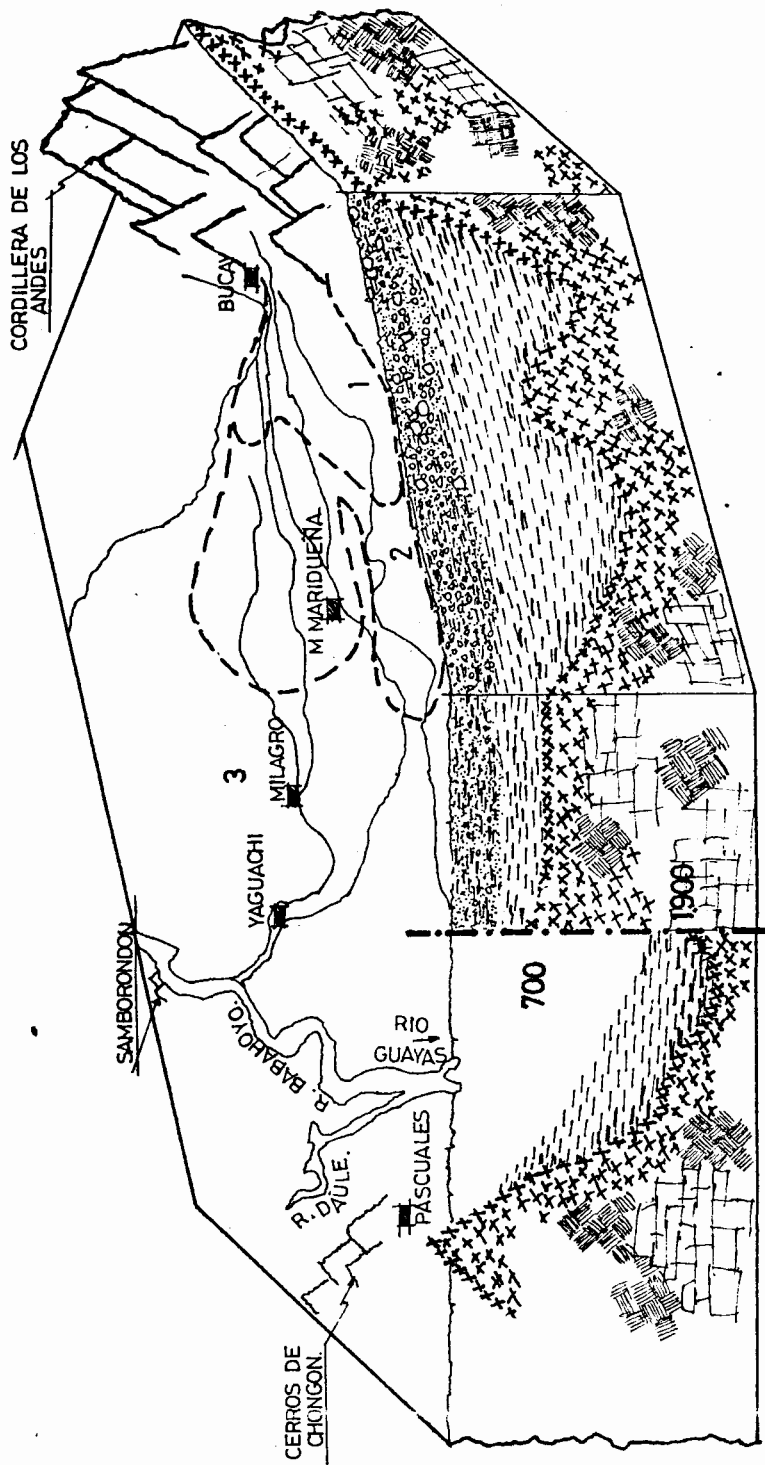 CORDILLERA DE LOS
ANDES
BUCAY
1
2
M MARIDUEÑA.
3
MILAGRO
YAGUACHI
SAMBORONDON
R. BABAHOYO.
RIO
GUAYAS
R. DAULE.
PASCUALES
CERROS DE
CHONGON.
700
1900